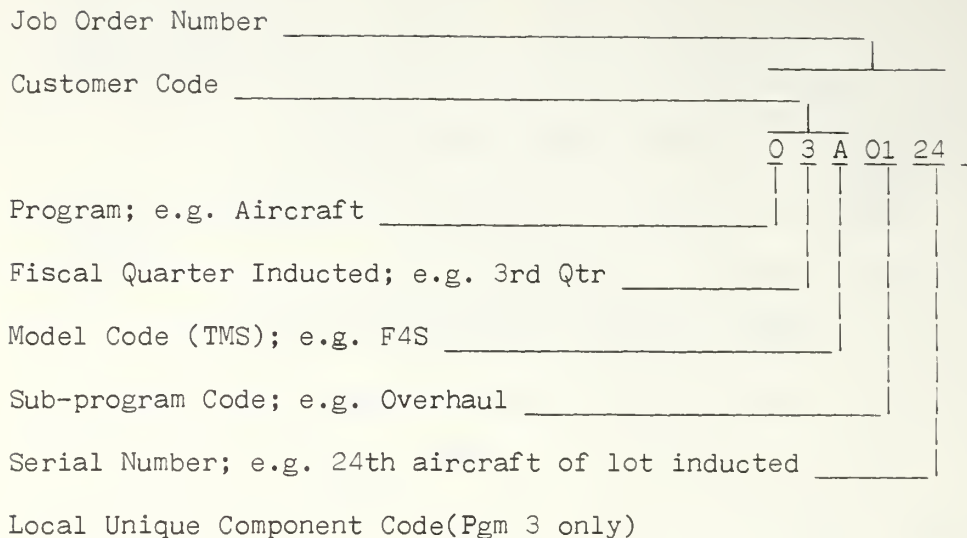 Job Order Number
Customer Code
0 3 A 01 24
Program; e.g. Aircraft
Fiscal Quarter Inducted; e.g. 3rd Qtr
Model Code (TMS); e.g. F4S
Sub-program Code; e.g. Overhaul
Serial Number; e.g. 24th aircraft of lot inducted
Local Unique Component Code(Pgm 3 only)